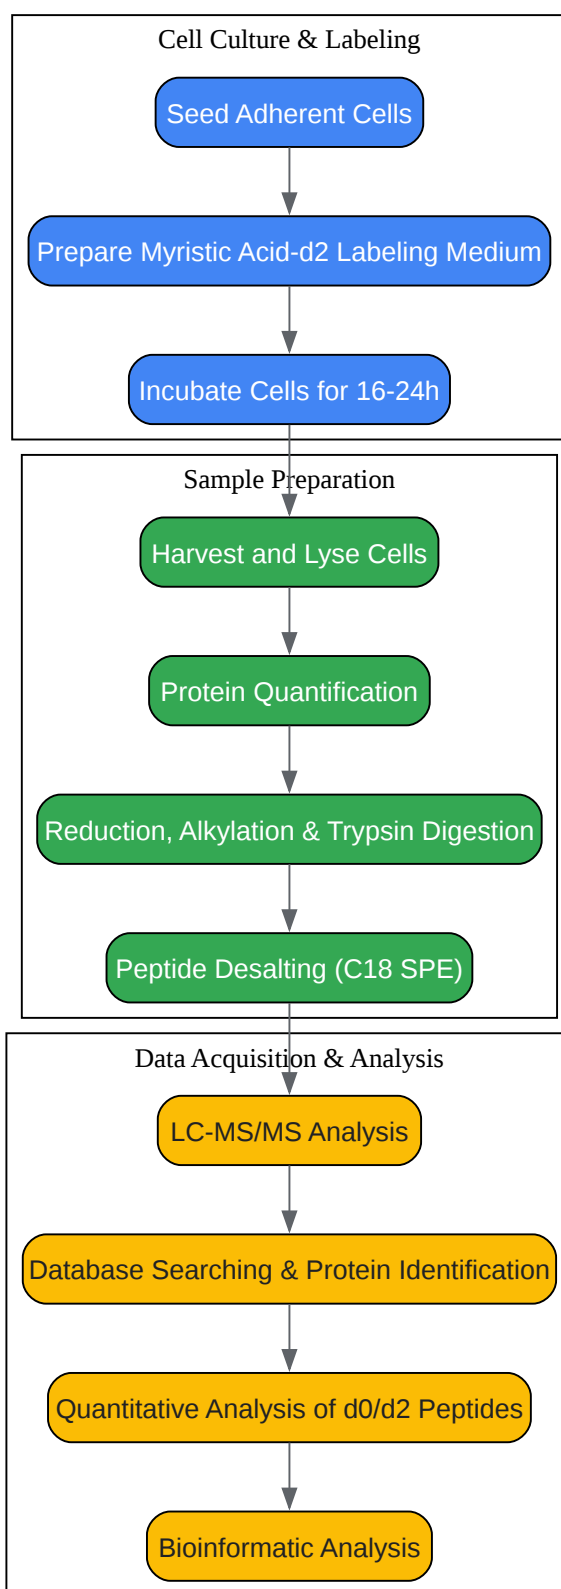 Cell Culture & Labeling
Seed Adherent Cells
Prepare Myristic Acid-d2 Labeling Medium
Incubate Cells for 16-24h
Sample Preparation
Harvest and Lyse Cells
Protein Quantification
Reduction, Alkylation & Trypsin Digestion
Peptide Desalting (C18 SPE)
Data Acquisition & Analysis
LC-MS/MS Analysis
Database Searching & Protein Identification
Quantitative Analysis of d0/d2 Peptides
Bioinformatic Analysis